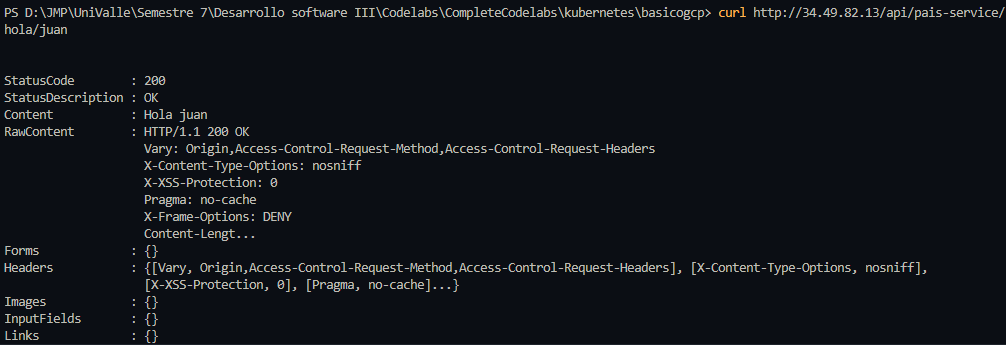 PS D:\JMP\UniValle\Semestre 7\Desarrollo software III\Codelabs\CompleteCodelabs\kubernetes\basicogcp> curl http://34.49.82.13/api/pais-service/
hola/juan
StatusCode : 200
StatusDescription : OK
Content : Hola juan
RawContent : HTTP/1.1 200 OK
Vary: Origin,Access-Control-Request-Method,Access-Control-Request-Headers
X-Content-Type-Options: nosniff
X-XSS-Protection: 0
Pragma: no-cache
X-Frame-Options: DENY
Content-Lengt...
Forms : {}
Headers : {[Vary, Origin,Access-Control-Request-Method,Access-Control-Request-Headers], [X-Content-Type-Options, nosniff],
[X-XSS-Protection, 0], [Pragma, no-cache]...}
Images : {}
InputFields : {}
Links : {}